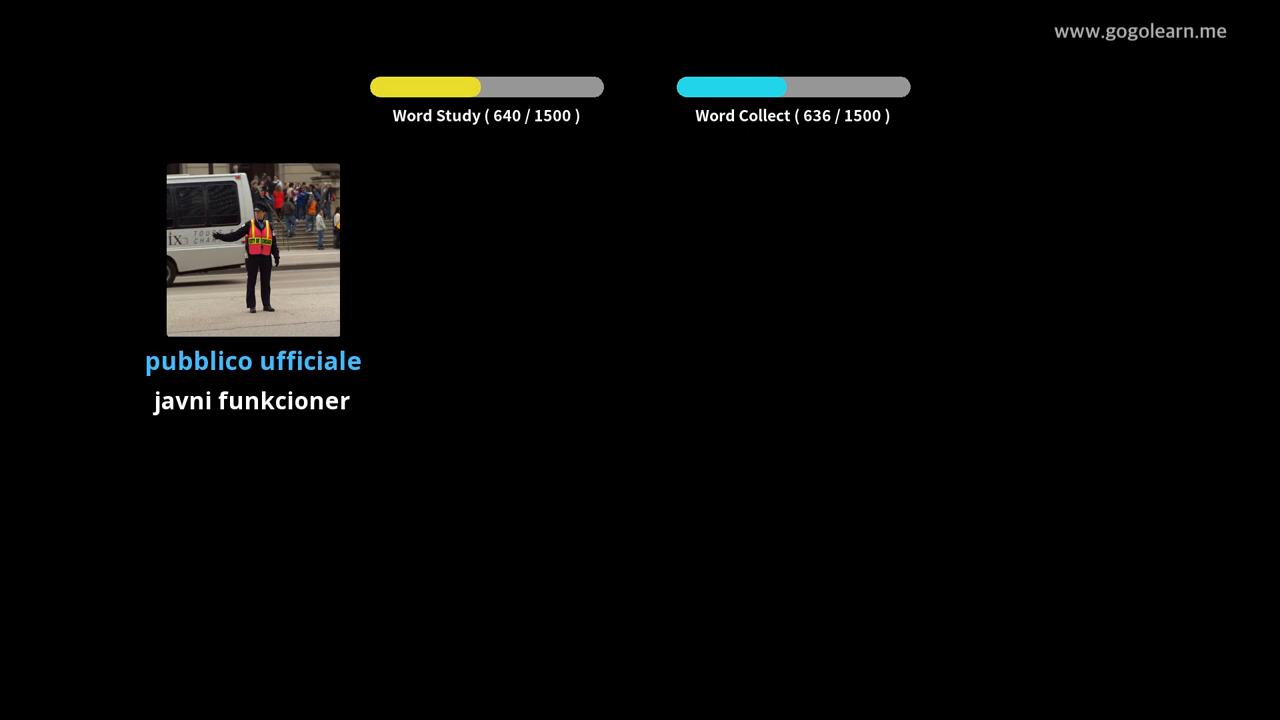 www.gogolearn.me
Word Study ( 640 / 1500 )
Word Collect ( 636 / 1500 )
pubblico ufficiale
javni funkcioner